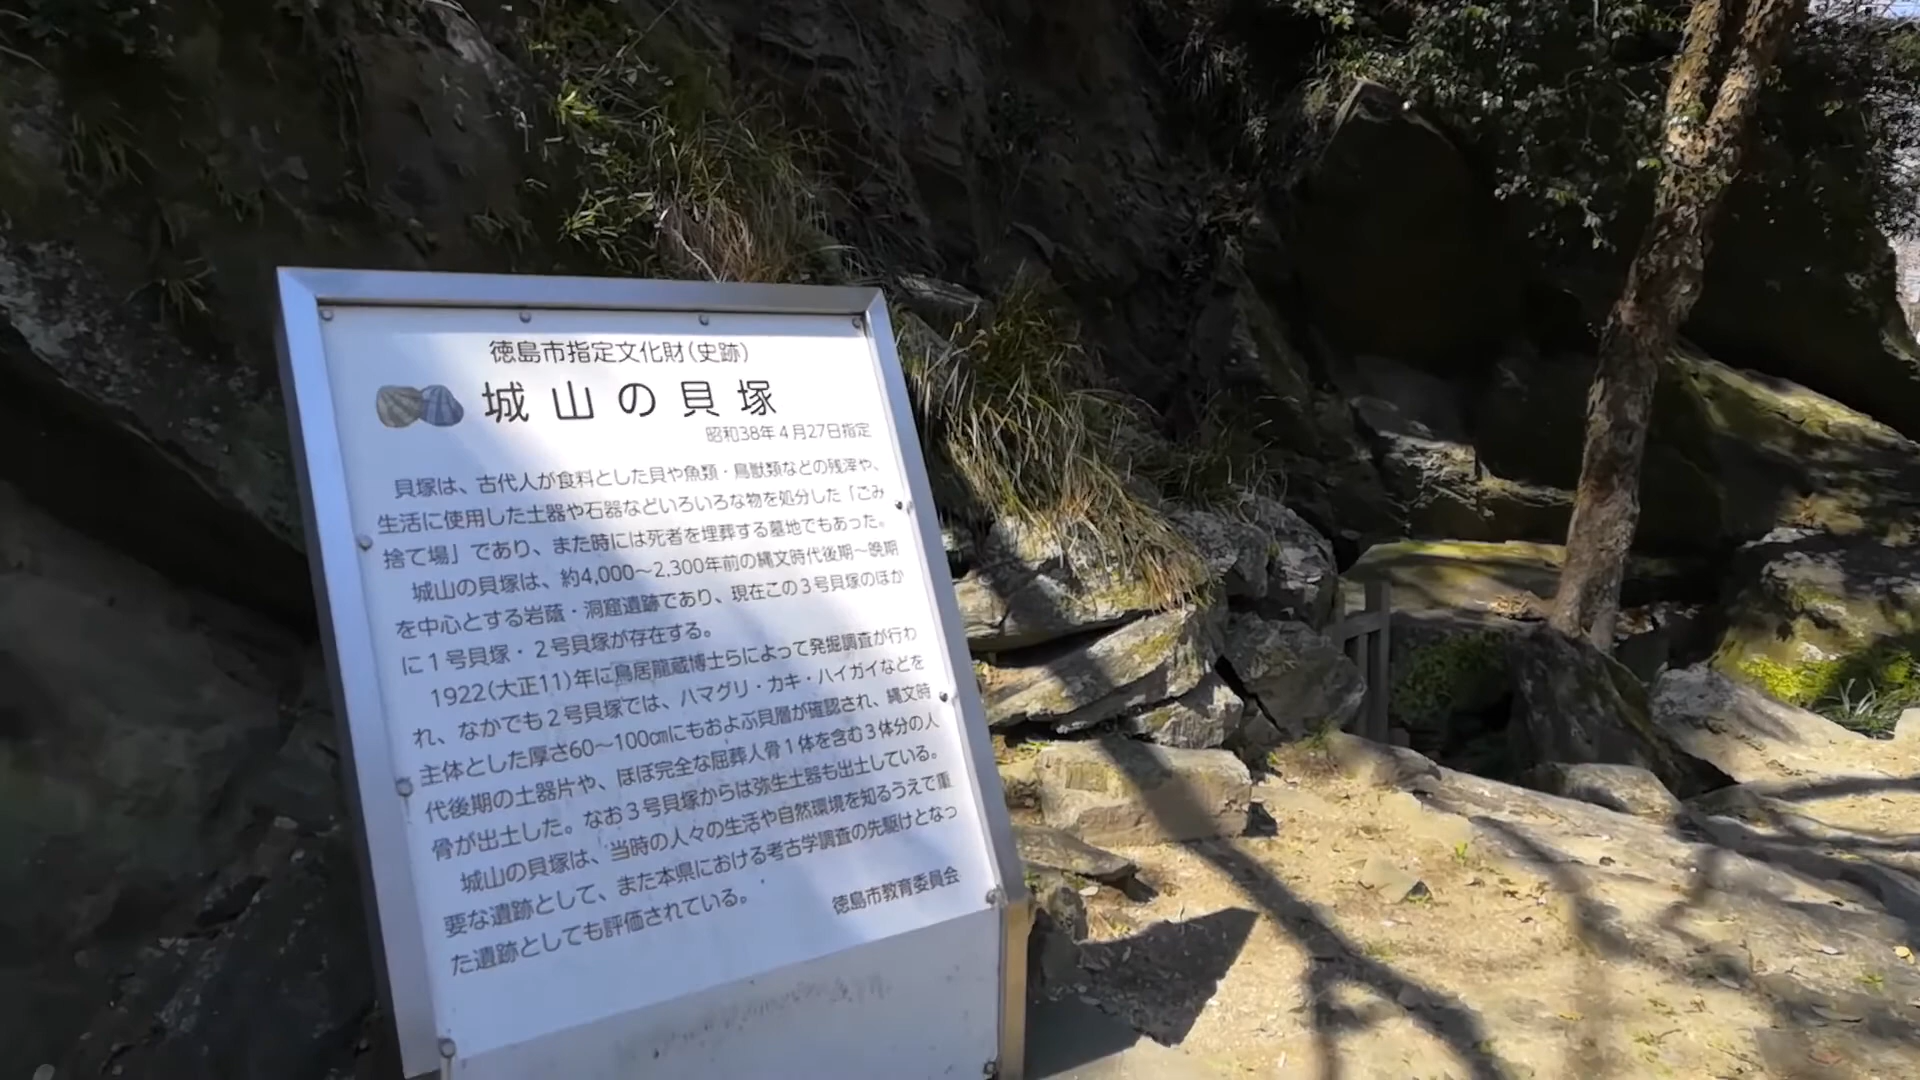 徳島市指定文化財(史跡)
城山の貝塚
昭和38年4月27日指定
貝塚は、古代人が食料とした貝や魚類・鳥獣類などの残滓や、
生活に使用した土器や石器などいろいろな物を処分した「ごみ
捨て場」であり、また時には死者を埋葬する墓地でもあった。
城山の貝塚は、約4,000〜2,300年前の縄文時代後期〜晩期
を中心とする岩蔭・洞窟遺跡であり、現在この3号貝塚のほか
に1号貝塚・2号貝塚が存在する。
1922(大正11)年に鳥居龍蔵博士らによって発掘調査が行わ
れ、なかでも2号貝塚では、ハマグリ・カキ・ハイガイなどを
主体とした厚さ60〜100㎝にもおよぶ貝層が確認され、縄文時
代後期の土器片や、ほぼ完全な屈葬人骨1体を含む3体分の人
骨が出土した。なお3号貝塚からは弥生土器も出土している。
城山の貝塚は、当時の人々の生活や自然環境を知るうえで重
要な遺跡として、また本県における考古学調査の先駆けとなっ
た遺跡としても評価されている。
徳島市教育委員会